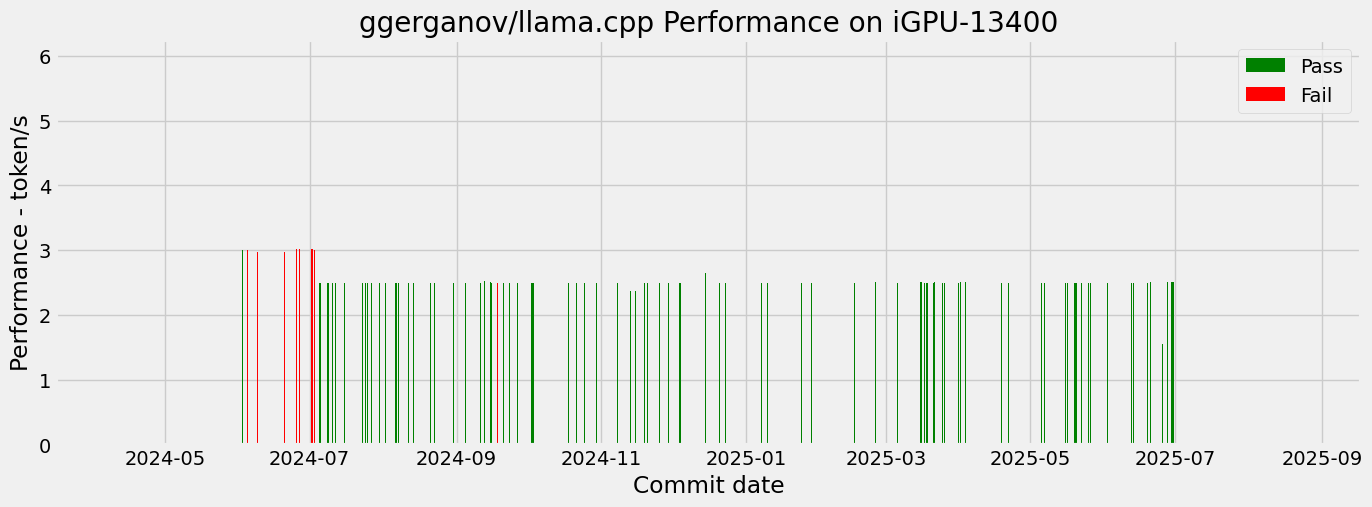 ggerganov/llama.cpp Performance on iGPU-13400
Pass
Fail
Performance - token/s
6
5
4
3
2
1
0
2024-05 2024-07 2024-09 2024-11 2025-01 2025-03 2025-05 2025-07 2025-09
Commit date